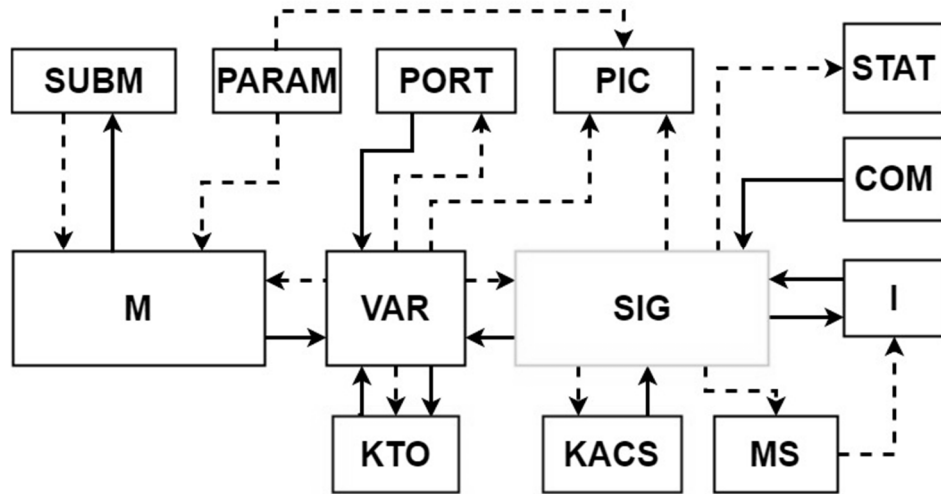 SUBM
PARAM
PORT
PIC
STAT
COM
M
VAR
SIG
I
KTO
KACS
MS